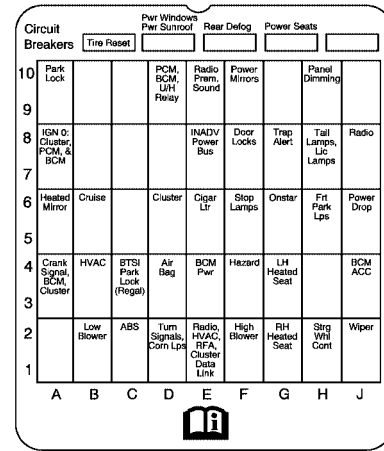 Circuit
Breakers
Tire Reset
Pwr Windows
Pwr Sunroof
Rear Defog
Power Seats
10
Park
Lock
PCM,
BCM,
U/H
Relay
Radio
Prem.
Sound
Power
Mirrors
Panel
Dimming
9
8
IGN 0:
Cluster,
PCM, &
BCM
INADV
Power
Bus
Door
Locks
Trap
Alert
Tail
Lamps,
Lic
Lamps
Radio
7
6
Heated
Mirror
Cruise
Cluster
Cigar
Ltr
Stop
Lamps
Onstar
Frt
Park
Lps
Power
Drop
5
4
Crank
Signal,
BCM,
Cluster
HVAC
BTSI
Park
Lock
(Regal)
Air
Bag
BCM
Pwr
Hazard
LH
Heated
Seat
BCM
ACC
3
2
Low
Blower
ABS
Turn
Signals,
Corn Lps
Radio,
HVAC,
RFA,
Cluster
Data
Link
High
Blower
RH
Heated
Seat
Strg
Whl
Cont
Wiper
1
A B C D E F G H J
i